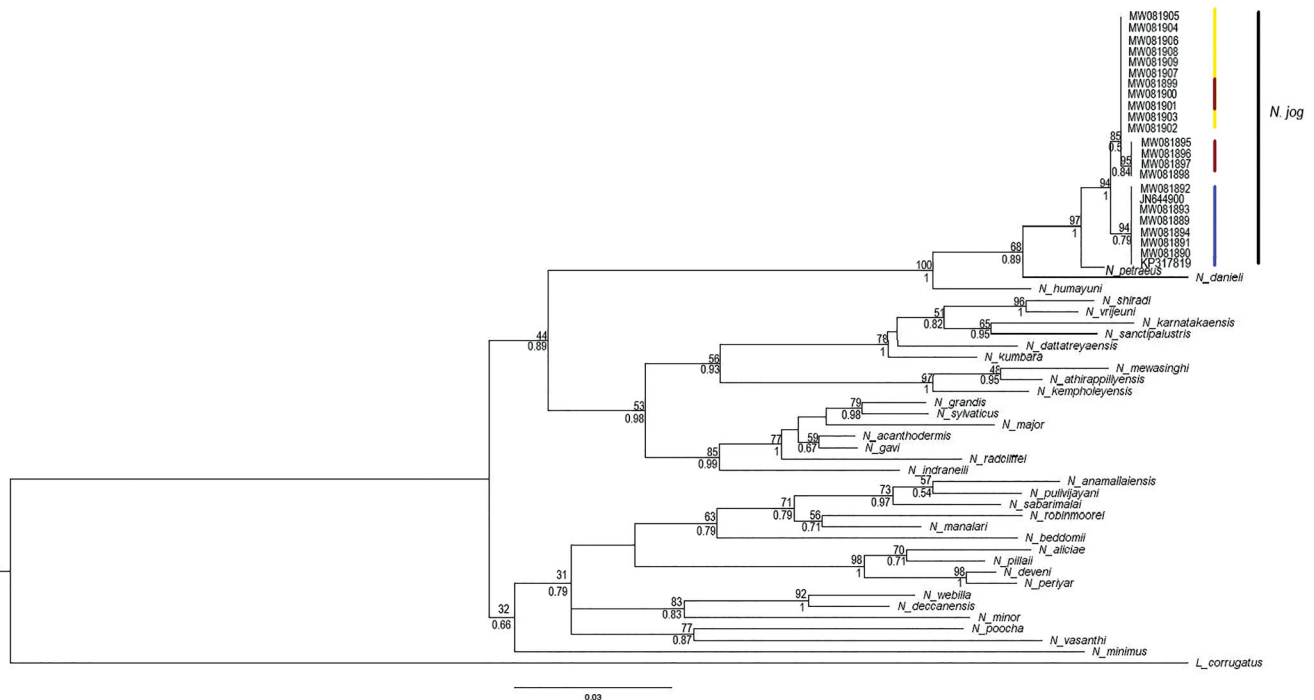 MW081905
MW081904
MW081906
MW081908
MW081909
MW081907
MW081899
MW081900
MW081901
MW081903
MW081902
N. jog
85
0.5
MW081895
MW081896
95
MW081897
0.84
MW081898
94
1
MW081892
JN644900
MW081893
MW081889
94
MW081894
0.79
MW081891
MW081890
KP317819
97
1
N_petraeus
68
0.89
N_danieli
100
1
N_humayuni
96
1
N_shiradi
N_vrijeuni
51
0.82
65
0.95
N_karnatakaensis
N_sanctipalustris
44
0.89
78
1
N_dattatreyaensis
N_kumbara
56
0.93
48
0.95
N_mewasinghi
N_athirappillyensis
97
1
N_kempholeyensis
53
0.98
79
0.98
N_grandis
N_sylvaticus
N_major
77
1
59
0.67
N_acanthodermis
N_gavi
N_radcliffei
85
0.99
N_indraneili
57
0.54
N_anamallaiensis
N_pulivijayani
73
0.97
N_sabarimalai
71
0.79
56
0.71
N_robinmoorei
N_manalari
63
0.79
N_beddomii
70
0.71
N_aliciae
N_pillaii
98
1
98
1
N_deveni
N_periyar
31
0.79
92
1
N_webilla
N_deccanensis
83
0.83
N_minor
32
0.66
77
0.87
N_poocha
N_vasanthi
N_minimus
L_corrugatus
0.03